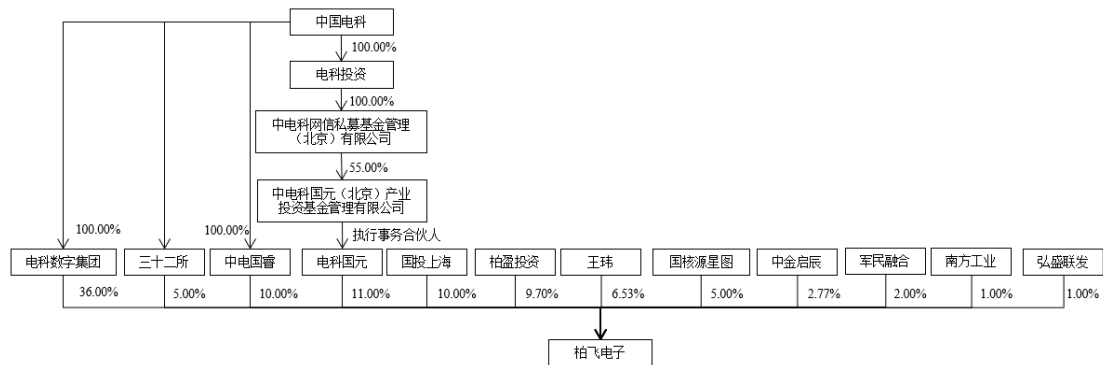 中国电科
100.00%
电科投资
100.00%
中电科网信私募基金管理
（北京）有限公司
55.00%
中电科国元（北京）产业
投资基金管理有限公司
100.00%
100.00%
执行事务合伙人
电科数字集团
三十二所
中电国睿
电科国元
国投上海
柏盈投资
王玮
国核源星图
中金启辰
军民融合
南方工业
弘盛联发
36.00%
5.00%
10.00%
11.00%
10.00%
9.70%
6.53%
5.00%
2.77%
2.00%
1.00%
1.00%
柏飞电子